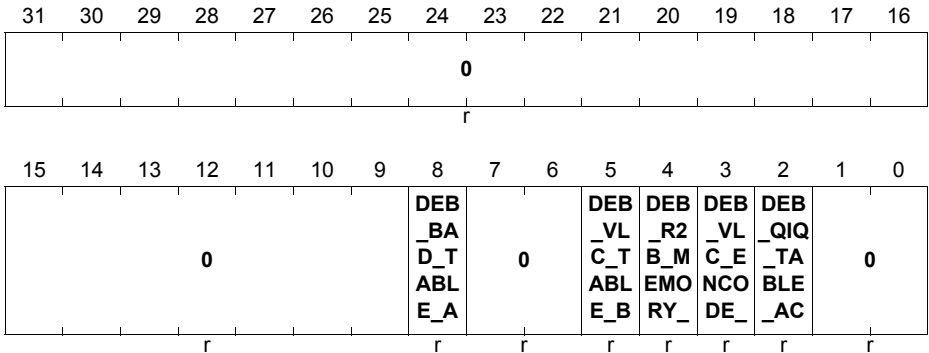 31 30 29 28 27 26 25 24 23 22 21 20 19 18 17 16
0
r
15 14 13 12 11 10 9 8 7 6 5 4 3 2 1 0
0
DEB
_BA
D_T
ABL
E_A
0
DEB
_VL
C_T
ABL
E_B
DEB
_R2
B_M
EMO
RY_
DEB
_VL
C_E
NCO
DE_
DEB
_QIQ
_TA
BLE
_AC
0
r r r r r r r r